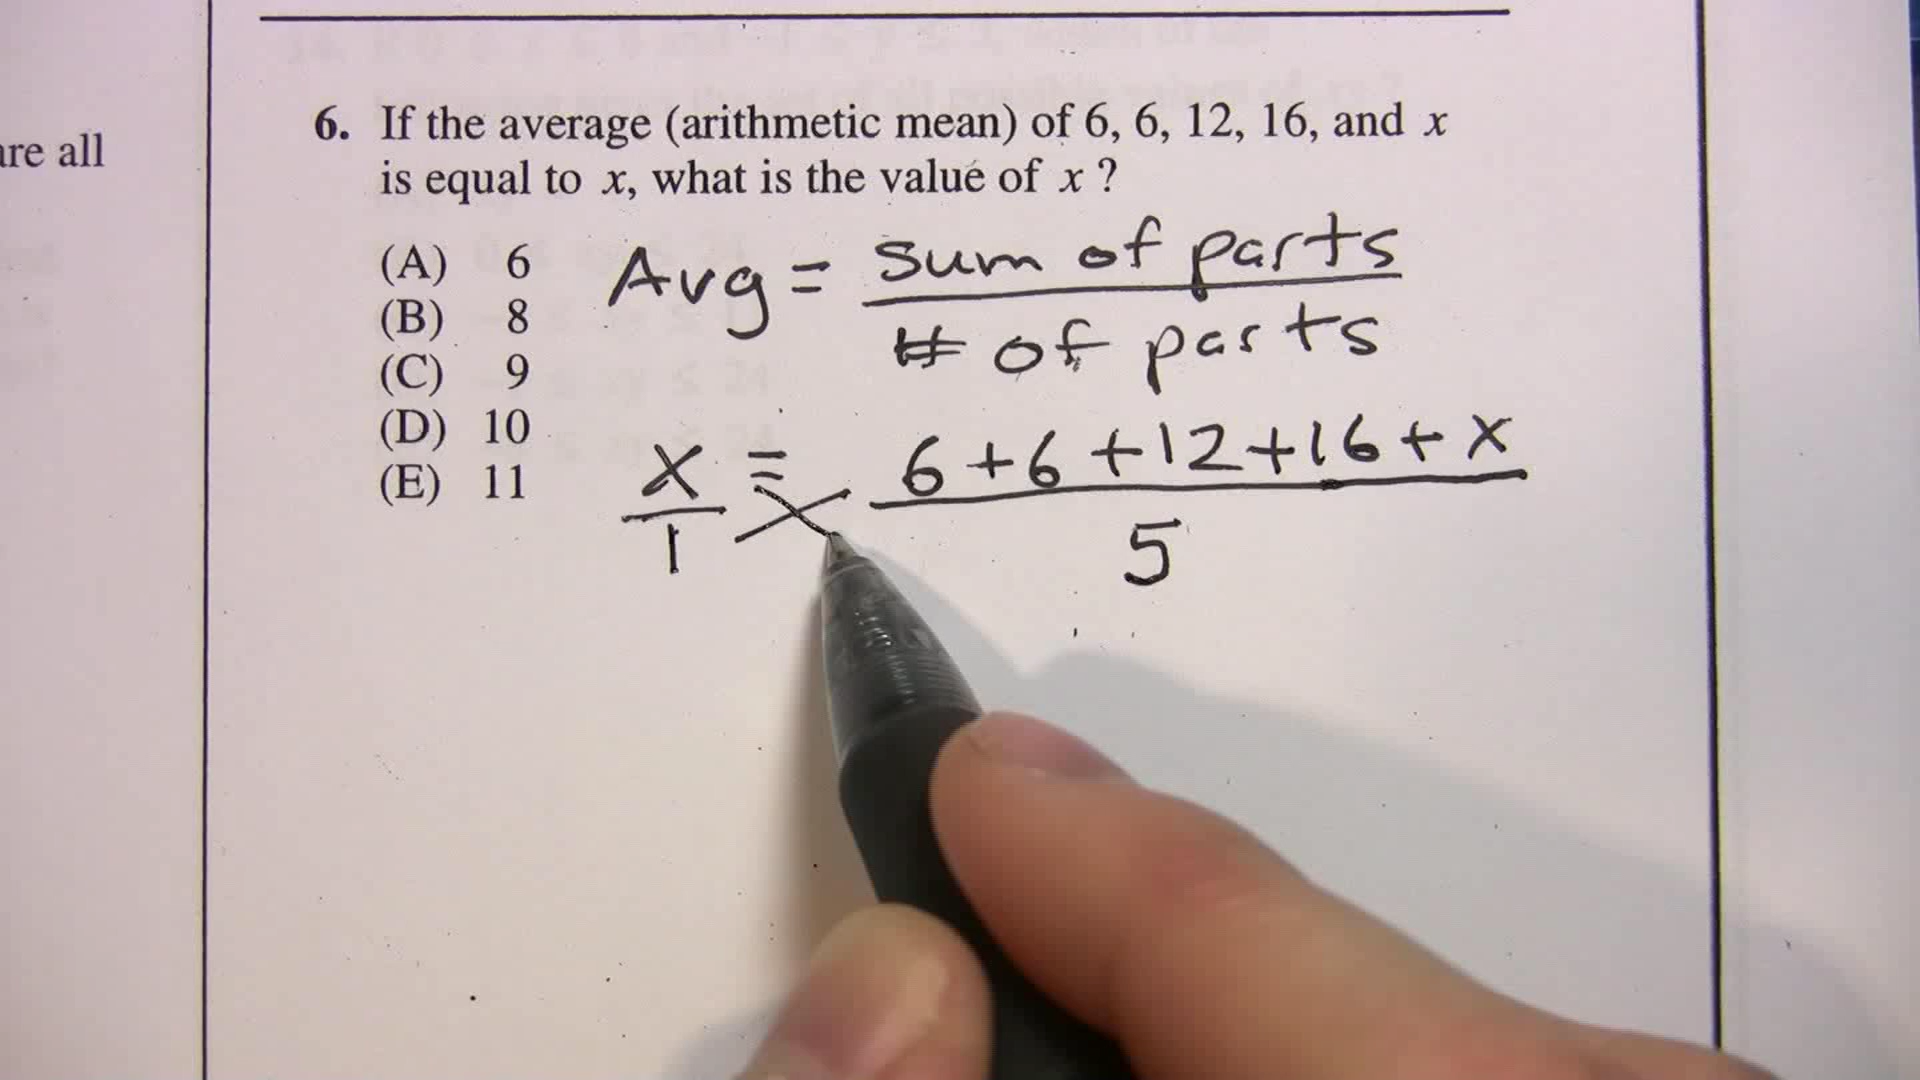 are all
6. If the average (arithmetic mean) of 6, 6, 12, 16, and x
is equal to x, what is the value of x ?
(A) 6
(B) 8
(C) 9
(D) 10
(E) 11
Avg = sum of parts
# of parts
x = 6 + 6 + 12 + 16 + x
1 5